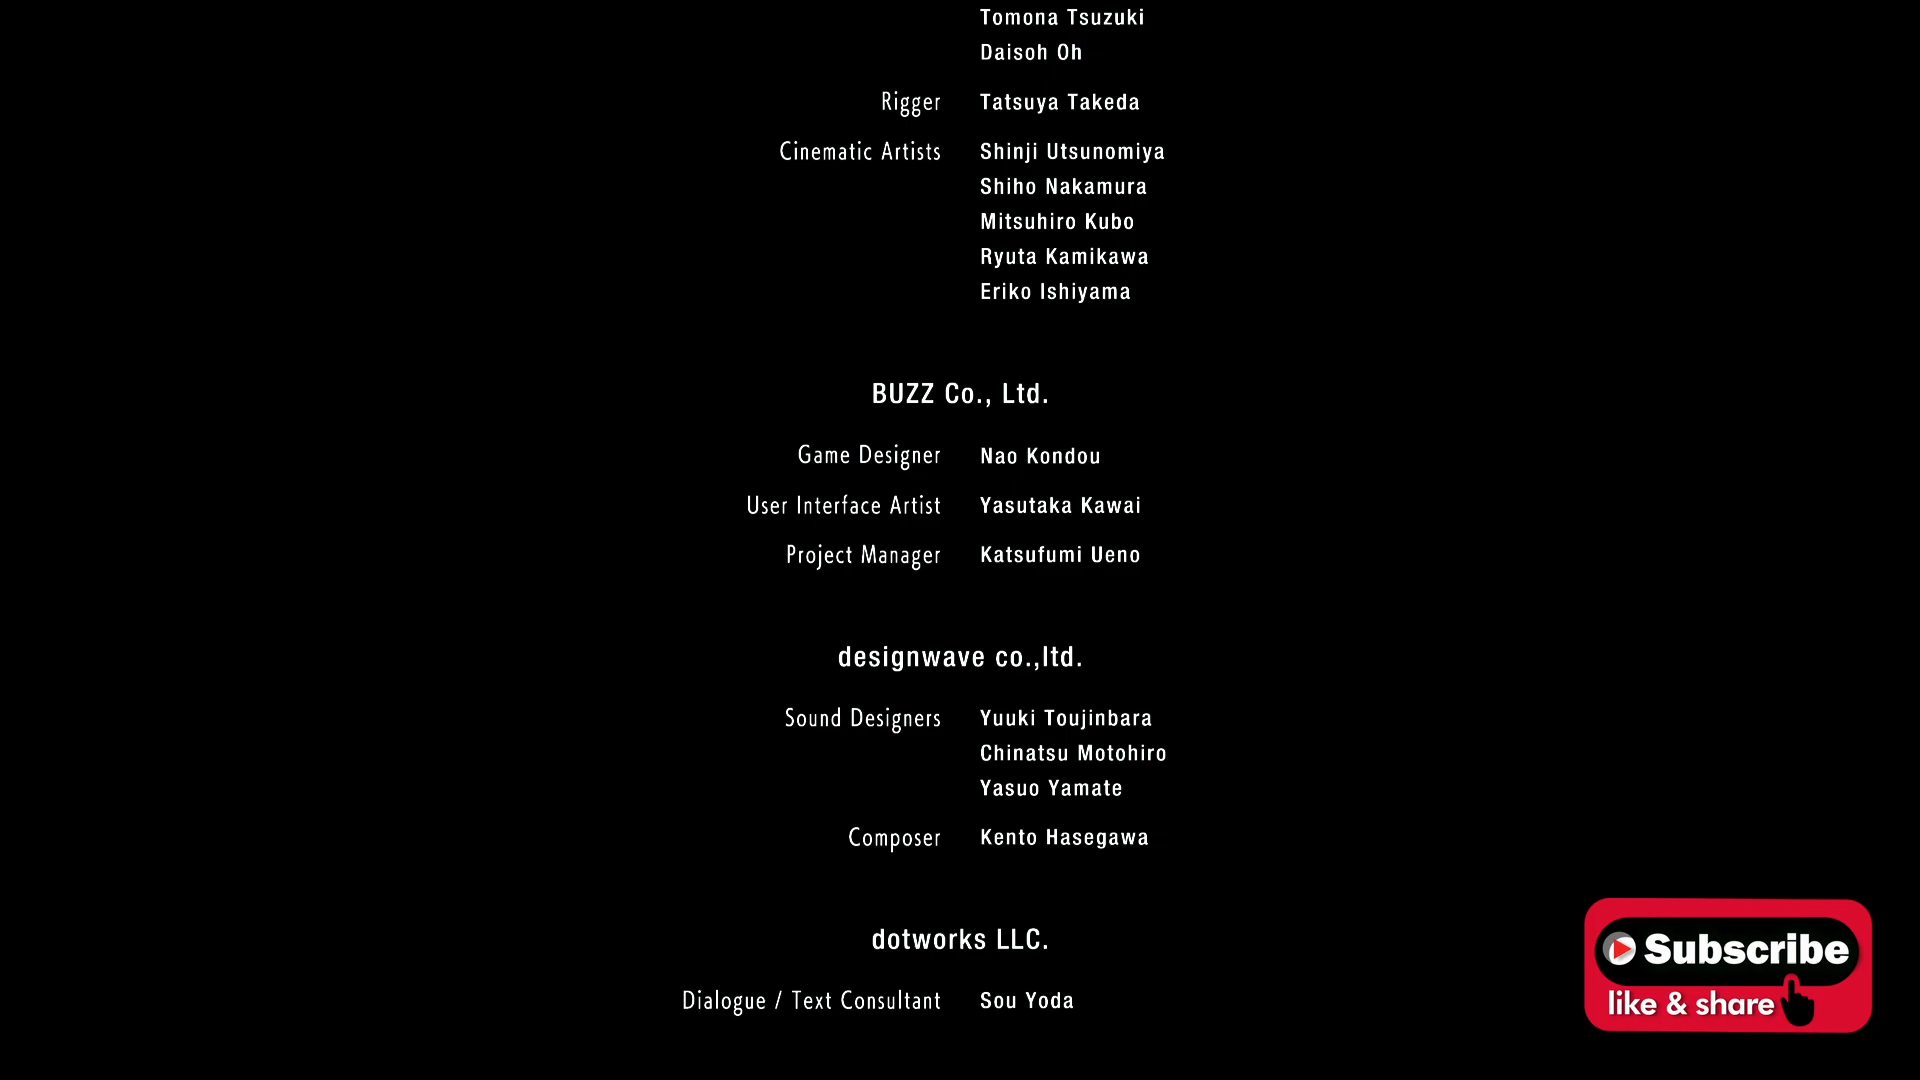 Tomona Tsuzuki
Daisoh Oh
Rigger Tatsuya Takeda
Cinematic Artists Shinji Utsunomiya
Shiho Nakamura
Mitsuhiro Kubo
Ryuta Kamikawa
Eriko Ishiyama
BUZZ Co., Ltd.
Game Designer Nao Kondou
User Interface Artist Yasutaka Kawai
Project Manager Katsufumi Ueno
designwave co.,ltd.
Sound Designers Yuuki Toujinbara
Chinatsu Motohiro
Yasuo Yamate
Composer Kento Hasegawa
dotworks LLC.
Dialogue / Text Consultant Sou Yoda
Subscribe
like & share